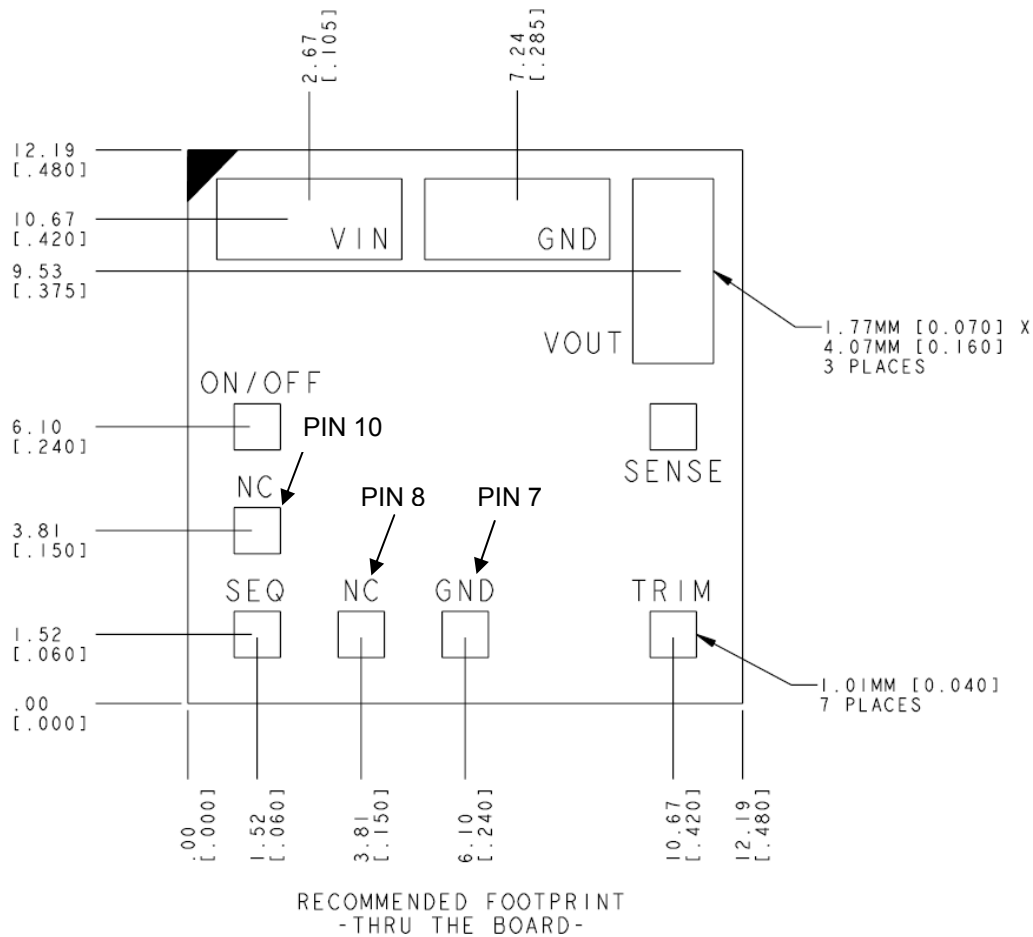 2.67
[.105]
7.24
[.285]
12.19
[.480]
10.67
[.420]
VIN
GND
9.53
[.375]
1.77MM [0.070] X
4.07MM [0.160]
3 PLACES
VOUT
ON/OFF
6.10
[.240]
PIN 10
SENSE
NC
PIN 8
PIN 7
3.81
[.150]
SEQ
NC
GND
TRIM
1.52
[.060]
1.01MM [0.040]
7 PLACES
.00
[.000]
.00
[.000]
1.52
[.060]
3.81
[.150]
6.10
[.240]
10.67
[.420]
12.19
[.480]
RECOMMENDED FOOTPRINT
-THRU THE BOARD-